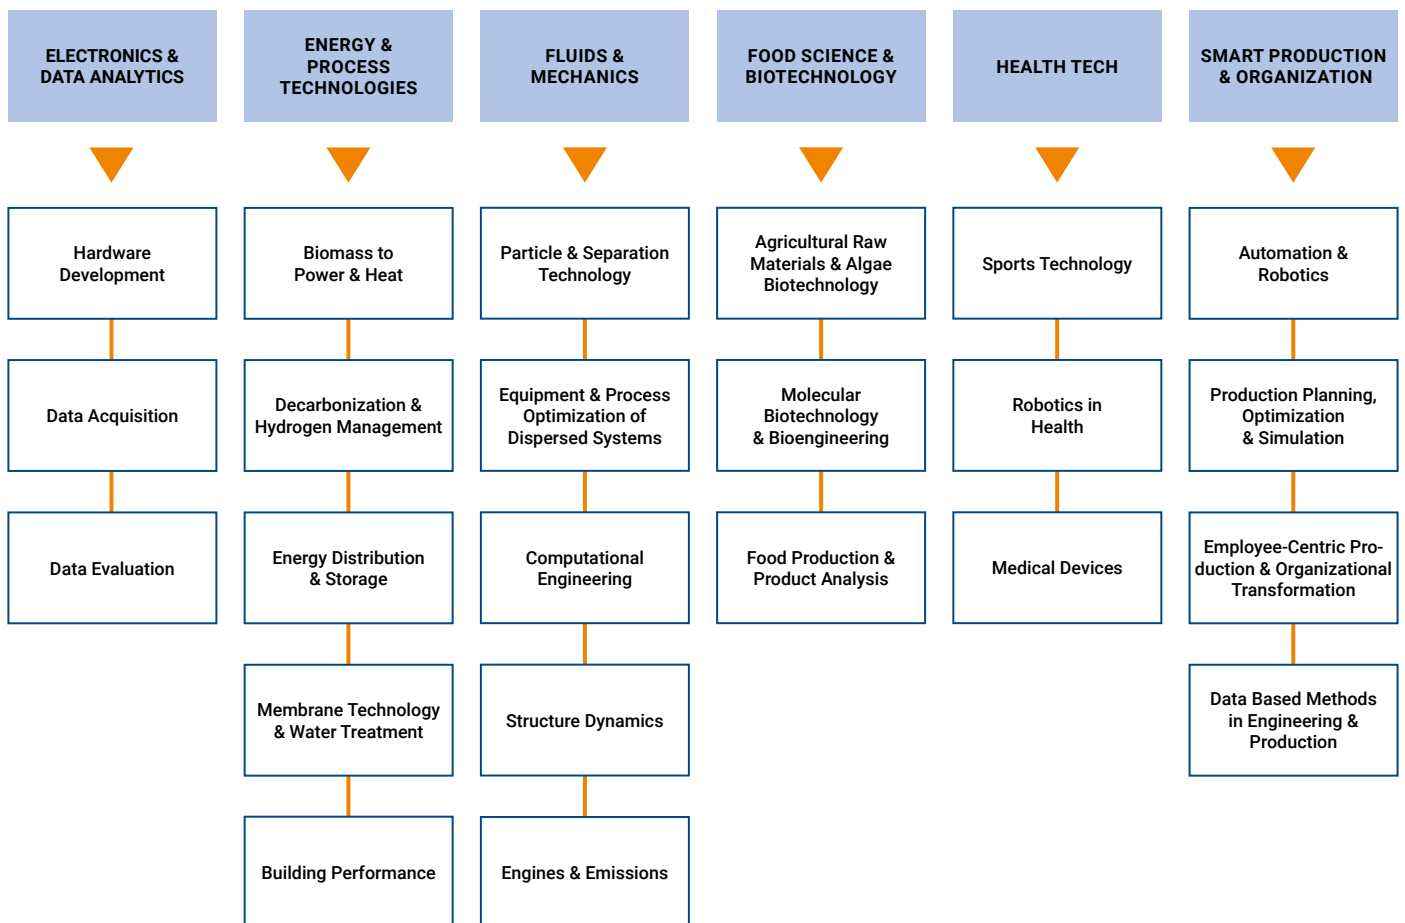 ELECTRONICS &
DATA ANALYTICS
ENERGY &
PROCESS
TECHNOLOGIES
FLUIDS &
MECHANICS
FOOD SCIENCE &
BIOTECHNOLOGY
HEALTH TECH
SMART PRODUCTION
& ORGANIZATION
Hardware
Development
Data Acquisition
Data Evaluation
Biomass to
Power & Heat
Decarbonization &
Hydrogen Management
Energy Distribution
& Storage
Membrane Technology
& Water Treatment
Building Performance
Particle & Separation
Technology
Equipment & Process
Optimization of
Dispersed Systems
Computational
Engineering
Structure Dynamics
Engines & Emissions
Agricultural Raw
Materials & Algae
Biotechnology
Molecular
Biotechnology
& Bioengineering
Food Production &
Product Analysis
Sports Technology
Robotics in
Health
Medical Devices
Automation &
Robotics
Production Planning,
Optimization
& Simulation
Employee-Centric Pro-
duction & Organizational
Transformation
Data Based Methods
in Engineering &
Production